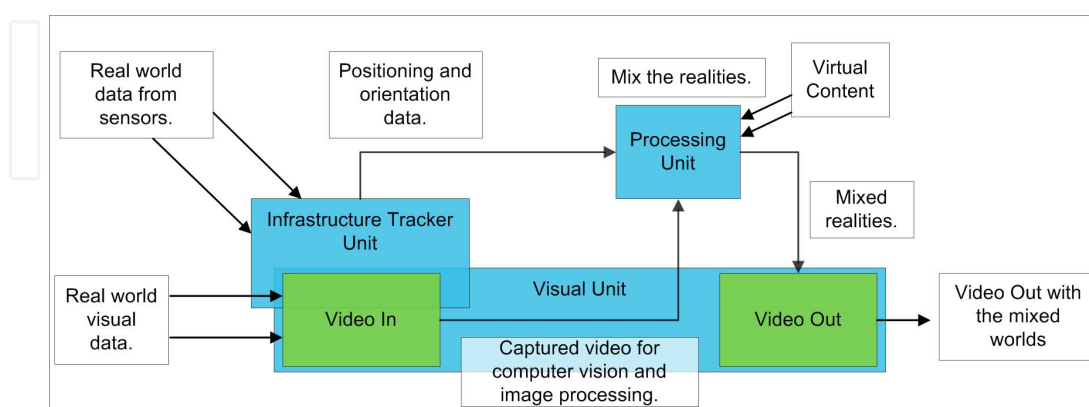 Real world
data from
sensors.
Positioning and
orientation
data.
Mix the realities.
Virtual
Content
Processing
Unit
Infrastructure Tracker
Unit
Mixed
realities.
Real world
visual
data.
Video In
Visual Unit
Video Out
Video Out with
the mixed
worlds
Captured video for
computer vision and
image processing.